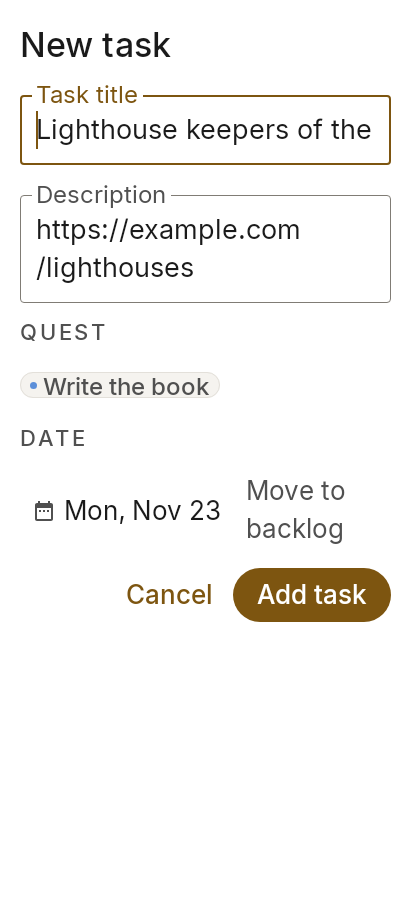 New task
Task title
Lighthouse keepers of the
Description
https://example.com
/lighthouses
QUEST
Write the book
DATE
Mon, Nov 23
Move to
backlog
Cancel
Add task